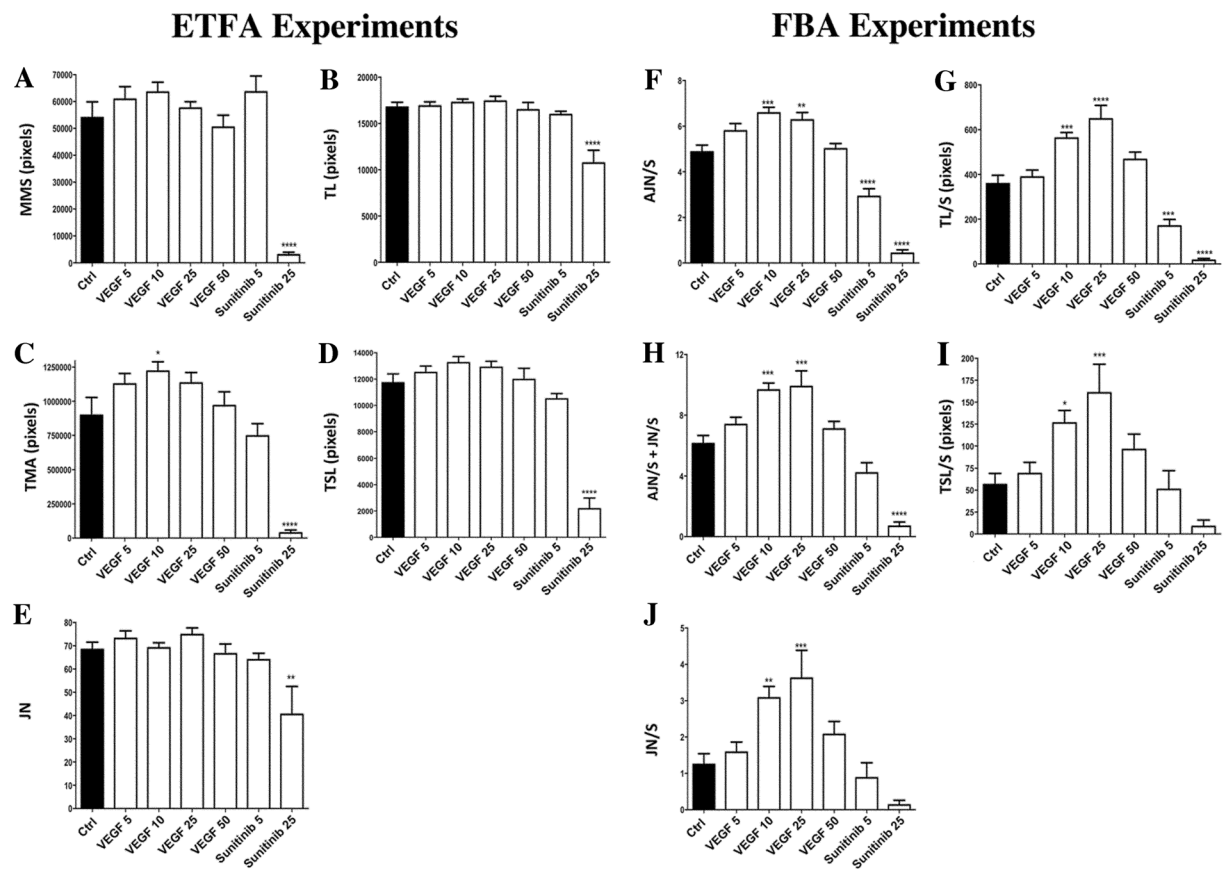 ETFA Experiments
FBA Experiments
A
MMS (pixels)
70000
60000
50000
40000
30000
20000
10000
0
****
Ctrl
VEGF 5
VEGF 10
VEGF 25
VEGF 50
Sunitinib 5
Sunitinib 25
B
TL (pixels)
20000
15000
10000
5000
0
****
Ctrl
VEGF 5
VEGF 10
VEGF 25
VEGF 50
Sunitinib 5
Sunitinib 25
F
AJN/S
8
6
4
2
0
***
**
****
****
Ctrl
VEGF 5
VEGF 10
VEGF 25
VEGF 50
Sunitinib 5
Sunitinib 25
G
TL/S (pixels)
800
600
400
200
0
***
****
***
****
Ctrl
VEGF 5
VEGF 10
VEGF 25
VEGF 50
Sunitinib 5
Sunitinib 25
C
TMA (pixels)
1250000
1000000
750000
500000
250000
0
*
****
Ctrl
VEGF 5
VEGF 10
VEGF 25
VEGF 50
Sunitinib 5
Sunitinib 25
D
TSL (pixels)
14000
12000
10000
8000
6000
4000
2000
0
****
Ctrl
VEGF 5
VEGF 10
VEGF 25
VEGF 50
Sunitinib 5
Sunitinib 25
H
AJN/S + JN/S
12
8
4
0
***
***
****
Ctrl
VEGF 5
VEGF 10
VEGF 25
VEGF 50
Sunitinib 5
Sunitinib 25
I
TSL/S (pixels)
200
175
150
125
100
75
50
25
0
*
***
Ctrl
VEGF 5
VEGF 10
VEGF 25
VEGF 50
Sunitinib 5
Sunitinib 25
E
JN
80
70
60
50
40
30
20
10
0
**
Ctrl
VEGF 5
VEGF 10
VEGF 25
VEGF 50
Sunitinib 5
Sunitinib 25
J
JN/S
5
4
3
2
1
0
**
***
Ctrl
VEGF 5
VEGF 10
VEGF 25
VEGF 50
Sunitinib 5
Sunitinib 25